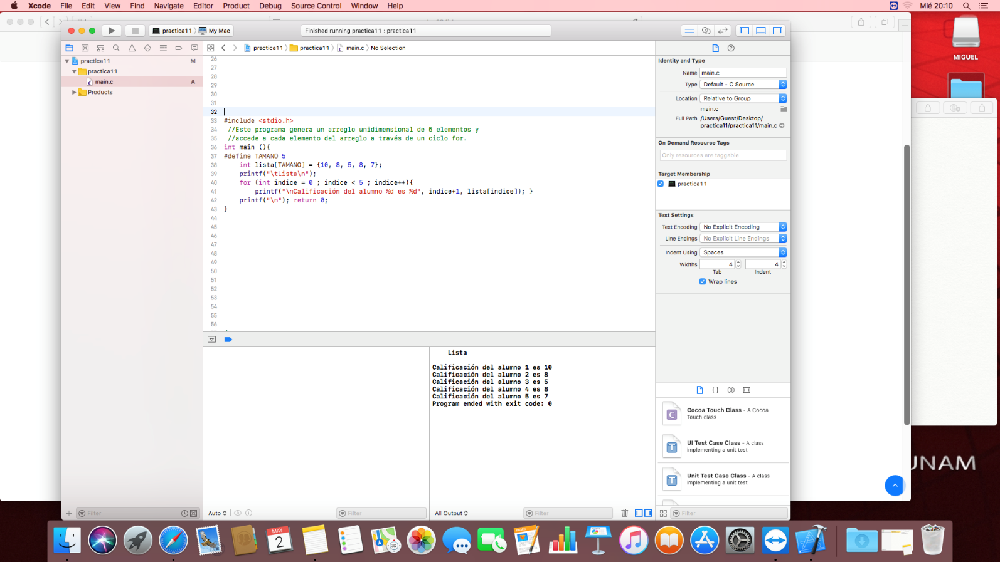 Xcode File Edit View Find Navigate Editor Product Debug Source Control Window Help Mié 20:10
practica11 My Mac
Finished running practica11 : practica11
practica11 practica11 main.c No Selection
practica11 M
practica11
main.c A
Products
26
27
28
29
30
31
32
33 #include <stdio.h>
34 //Este programa genera un arreglo unidimensional de 5 elementos y
35 //accede a cada elemento del arreglo a través de un ciclo for.
36 int main (){
37 #define TAMANO 5
38 int lista[TAMANO] = {10, 8, 5, 8, 7};
39 printf("\tLista\n");
40 for (int indice = 0 ; indice < 5 ; indice++){
41 printf("\nCalificación del alumno %d es %d", indice+1, lista[indice]); }
42 printf("\n"); return 0;
43 }
44
45
46
47
48
49
50
51
52
53
54
55
56
Lista
Calificación del alumno 1 es 10
Calificación del alumno 2 es 8
Calificación del alumno 3 es 5
Calificación del alumno 4 es 8
Calificación del alumno 5 es 7
Program ended with exit code: 0
Filter
Auto
Filter
All Output
Filter
Identity and Type
Name main.c
Type Default - C Source
Location Relative to Group
main.c
Full Path /Users/Guest/Desktop/
practica11/practica11/main.c
On Demand Resource Tags
Only resources are taggable
Target Membership
practica11
Text Settings
Text Encoding No Explicit Encoding
Line Endings No Explicit Line Endings
Indent Using Spaces
Widths 4 4
Tab Indent
Wrap lines
Cocoa Touch Class - A Cocoa
Touch class
UI Test Case Class - A class
implementing a unit test
Unit Test Case Class - A class
implementing a unit test
Filter
MIGUEL
UNAM
MAY
2
3D